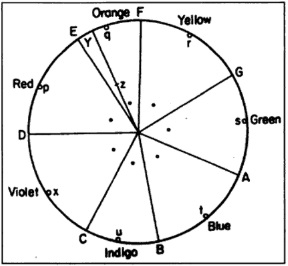 Orange F
E Y q Yellow
r
G
Red p z
s Green
D
A
Violet x
t
Blue
C u B
Indigo